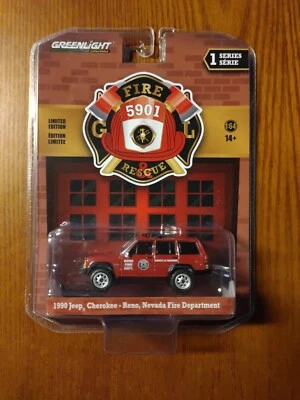 GREENLIGHT
1 SERIES
SÉRIE
FIRE
5901
G L
&
RESCUE
LIMITED
EDITION
ÉDITION
LIMITÉE
1:64
14+
1990 Jeep® Cherokee - Reno, Nevada Fire Department